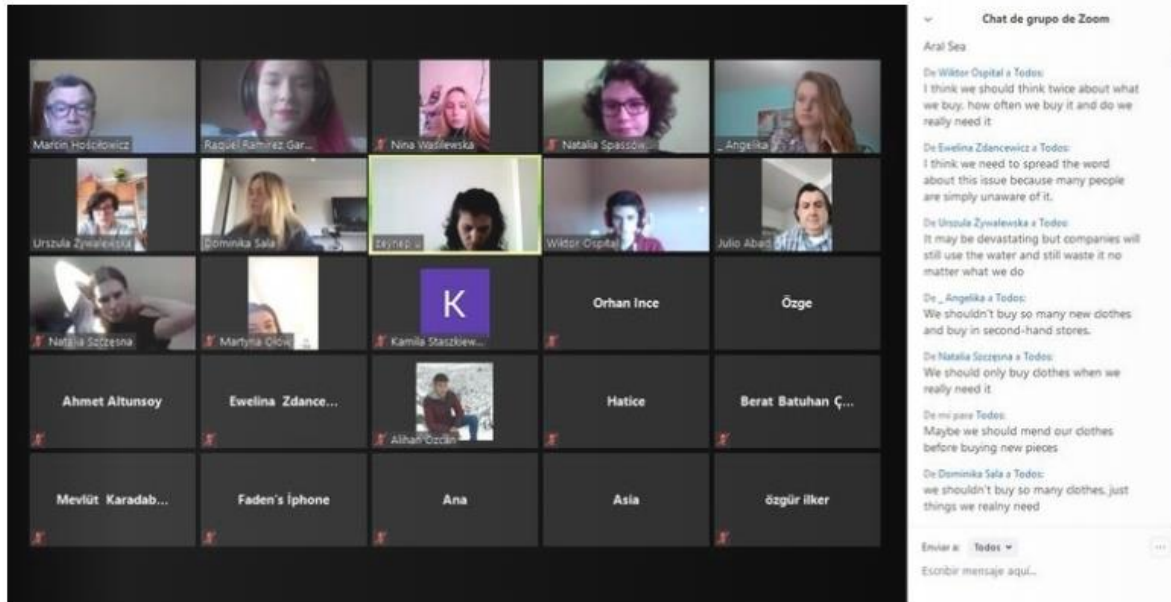 Marcin Hościłowicz
Raquel Ramirez Gar...
Nina Wasilewska
Natalia Spassow...
_ Angelika
Urszula Żywalewska
Dominika Sala
zeynep u
Wiktor Ospital
Julio Abad
Natalia Szczęsna
Martyna Ołów
Kamila Staszkiew...
K
Orhan Ince
Özge
Ahmet Altunsoy
Ewelina Zdance...
Alihan Özcan
Hatice
Berat Batuhan Ç...
Mevlüt Karadab...
Faden's İphone
Ana
Asia
özgür ilker
Chat de grupo de Zoom
Aral Sea
De Wiktor Ospital a Todos:
I think we should think twice about what
we buy, how often we buy it and do we
really need it
De Ewelina Zdancewicz a Todos:
I think we need to spread the word
about this issue because many people
are simply unaware of it.
De Urszula Żywalewska a Todos:
It may be devastating but companies will
still use the water and still waste it no
matter what we do
De _ Angelika a Todos:
We shouldn't buy so many new clothes
and buy in second-hand stores.
De Natalia Szczęsna a Todos:
We should only buy clothes when we
really need it
De mí para Todos:
Maybe we should mend our clothes
before buying new pieces
De Dominika Sala a Todos:
we shouldn't buy so many clothes, just
things we realny need
Enviar a: Todos
Escribir mensaje aquí...